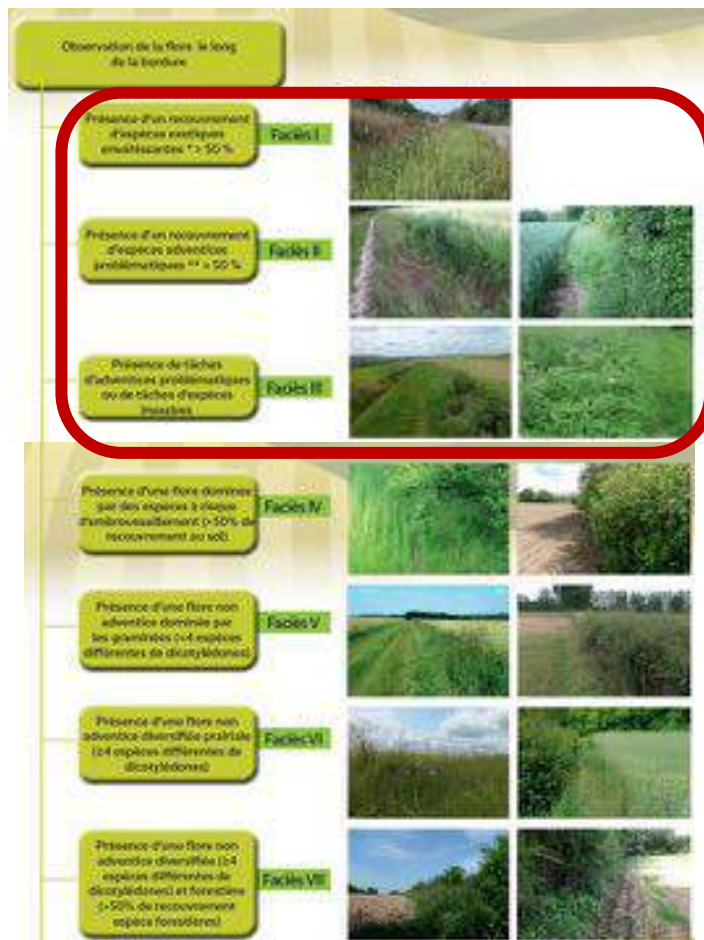 Observation de la flore le long
de la bordure
Présence d'un recouvrement
d'espèces exotiques
envahissantes * > 50 %
Faciès I
Présence d'un recouvrement
d'espèces adventices
problématiques ** > 50 %
Faciès II
Présence de tâches
d'adventices problématiques
ou de tâches d'espèces
invasives
Faciès III
Présence d'une flore dominée
par des espèces à risque
d'embroussaillement (>50% de
recouvrement au sol)
Faciès IV
Présence d'une flore non
adventice dominée par
les graminées (<4 espèces
différentes de dicotylédones)
Faciès V
Présence d'une flore non
adventice diversifiée prairiale
(≥4 espèces différentes de
dicotylédones)
Faciès VI
Présence d'une flore non
adventice diversifiée (≥4
espèces différentes de
dicotylédones) et forestière
(>50% de recouvrement
espèce forestières)
Faciès VII